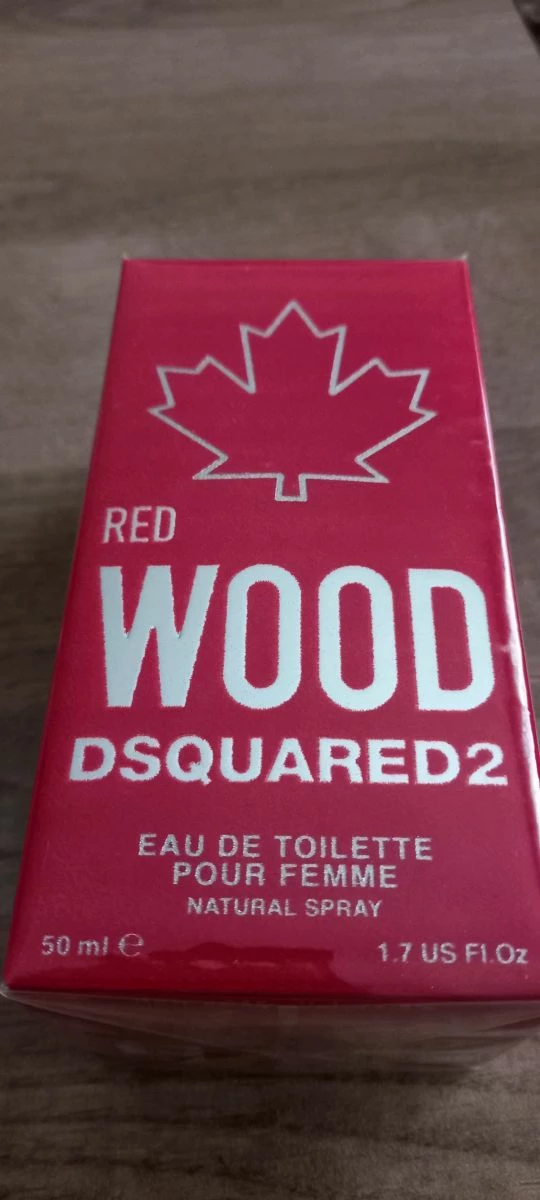 RED
WOOD
DSQUARED2
EAU DE TOILETTE
POUR FEMME
NATURAL SPRAY
50 ml ℮ 1.7 US Fl.Oz